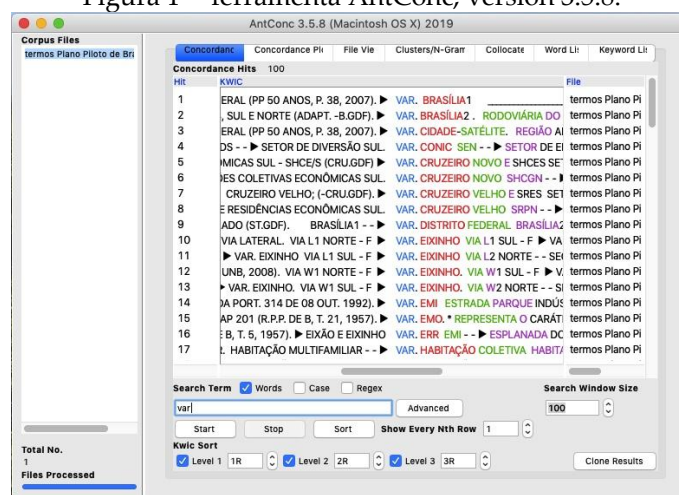 Figura 1 – ferramenta AntConc, version 3.5.8.
AntConc 3.5.8 (Macintosh OS X) 2019
Corpus Files
termos Plano Piloto de Bra
Concordanc Concordance Plo File Vie Clusters/N-Gram Collocate Word Lis Keyword Lis
Concordance Hits 100
Hit KWIC File
1 ERAL (PP 50 ANOS, P. 38, 2007). ▶ VAR. BRASÍLIA1 termos Plano Pi
2 , SUL E NORTE (ADAPT. -B.GDF). ▶ VAR. BRASÍLIA2 . RODOVIÁRIA DO termos Plano Pi
3 ERAL (PP 50 ANOS, P. 38, 2007). ▶ VAR. CIDADE-SATÉLITE. REGIÃO A termos Plano Pi
4 DS - - ▶ SETOR DE DIVERSÃO SUL. VAR. CONIC SEN - - ▶ SETOR DE E termos Plano Pi
5 ÔMICAS SUL - SHCE/S (CRU.GDF) ▶ VAR. CRUZEIRO NOVO E SHCES SET termos Plano Pi
6 ÕES COLETIVAS ECONÔMICAS SUL. VAR. CRUZEIRO NOVO SHCGN - - ▶ termos Plano Pi
7 CRUZEIRO VELHO; (-CRU.GDF). ▶ VAR. CRUZEIRO VELHO E SRES SET termos Plano Pi
8 E RESIDÊNCIAS ECONÔMICAS SUL. VAR. CRUZEIRO VELHO SRPN - - ▶ termos Plano Pi
9 ADO (ST.GDF). BRASÍLIA1 - - ▶ VAR. DISTRITO FEDERAL BRASÍLIA2 termos Plano Pi
10 VIA LATERAL. VIA L1 NORTE - F ▶ VAR. EIXINHO VIA L1 SUL - F ▶ VA termos Plano Pi
11 ▶ VAR. EIXINHO VIA L1 SUL - F ▶ VAR. EIXINHO VIA L2 NORTE - - SE termos Plano Pi
12 UNB, 2008). VIA W1 NORTE - F ▶ VAR. EIXINHO. VIA W1 SUL - F ▶ V. termos Plano Pi
13 ▶ VAR. EIXINHO. VIA W1 SUL - F ▶ VAR. EIXINHO. VIA W2 NORTE - - S termos Plano Pi
14 DA PORT. 314 DE 08 OUT. 1992). ▶ VAR. EMI ESTRADA PARQUE INDÚS termos Plano Pi
15 AP 201 (R.P.P. DE B, T. 21, 1957). ▶ VAR. EMO. * REPRESENTA O CARÁT termos Plano Pi
16 E B, T. 5, 1957). ▶ EIXÃO E EIXINHO VAR. ERR EMI - - ▶ ESPLANADA DO termos Plano Pi
17 . HABITAÇÃO MULTIFAMILIAR - - ▶ VAR. HABITAÇÃO COLETIVA HABITA termos Plano Pi
Search Term Words Case Regex Search Window Size
var Advanced 100
Start Stop Sort Show Every Nth Row 1
Kwic Sort
Level 1 1R Level 2 2R Level 3 3R Clone Results
Total No.
1
Files Processed